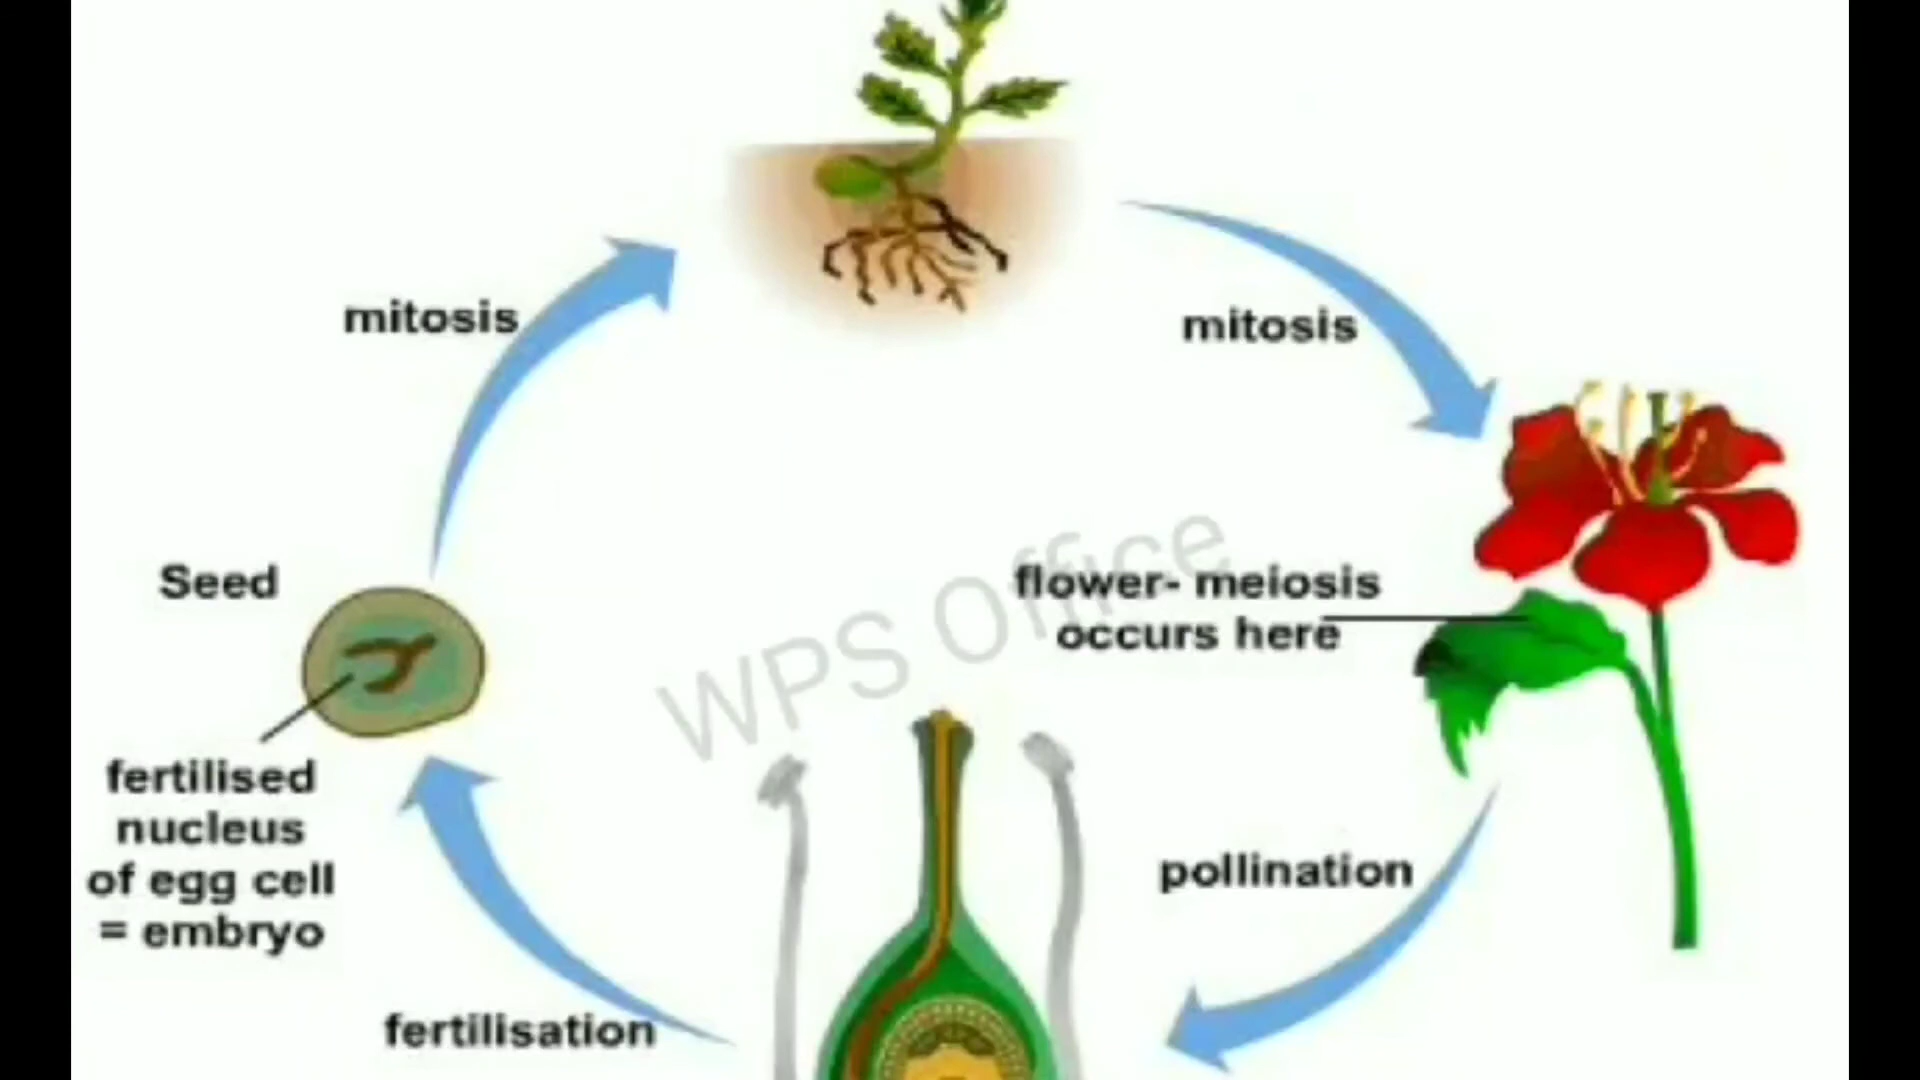 mitosis
mitosis
Seed
flower- meiosis
occurs here
WPS Office
fertilised
nucleus
of egg cell
= embryo
pollination
fertilisation